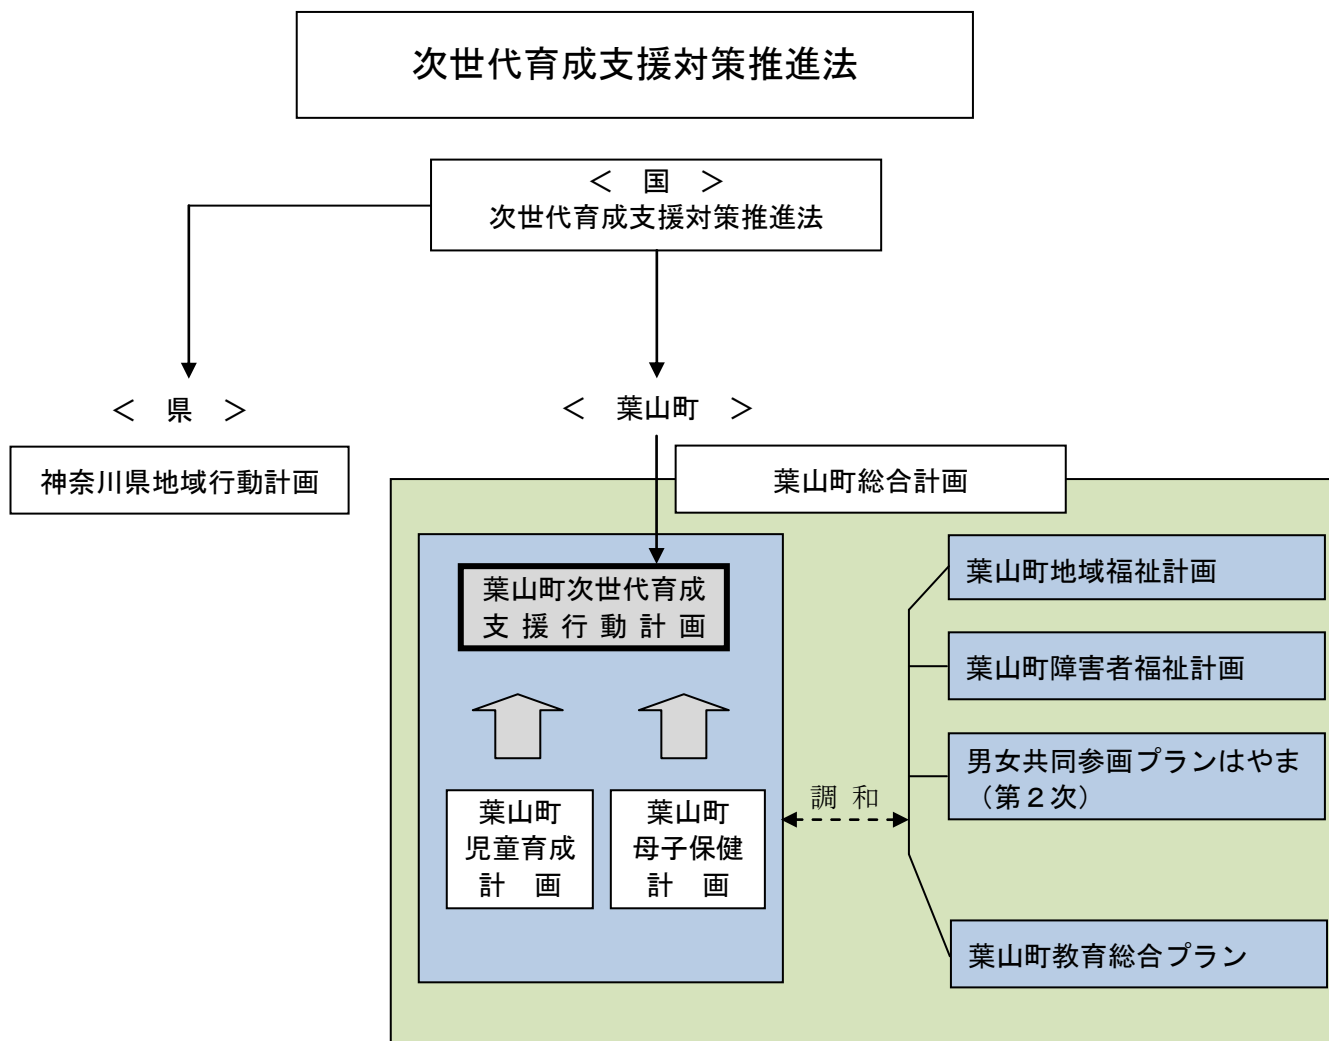 次世代育成支援対策推進法
＜　国　＞
次世代育成支援対策推進法
＜　県　＞
神奈川県地域行動計画
＜　葉山町　＞
葉山町総合計画
葉山町次世代育成
支援行動計画
葉山町
児童育成
計　画
葉山町
母子保健
計　画
調 和
葉山町地域福祉計画
葉山町障害者福祉計画
男女共同参画プランはやま
（第２次）
葉山町教育総合プラン